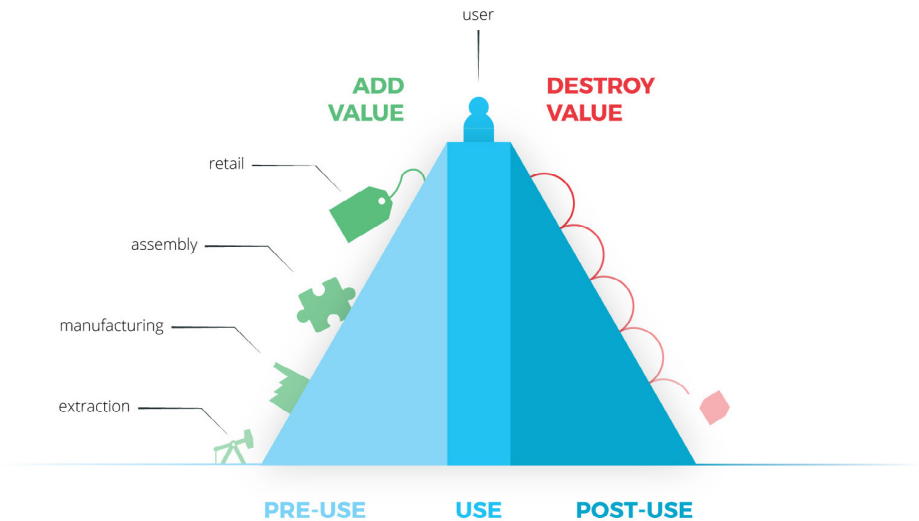 user
ADD
VALUE
DESTROY
VALUE
retail
assembly
manufacturing
extraction
PRE-USE
USE
POST-USE